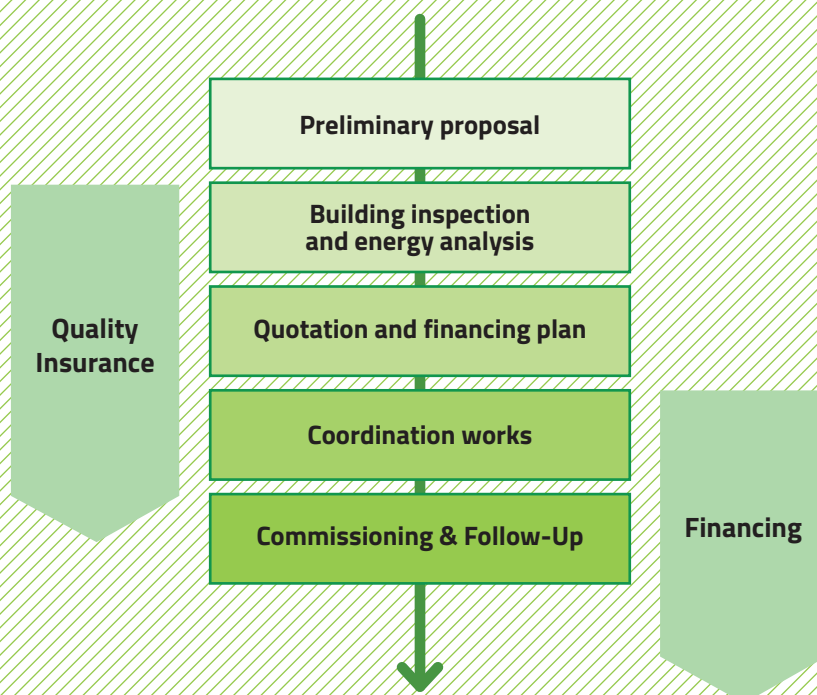 Preliminary proposal
Building inspection
and energy analysis
Quotation and financing plan
Quality
Insurance
Coordination works
Commissioning & Follow-Up
Financing